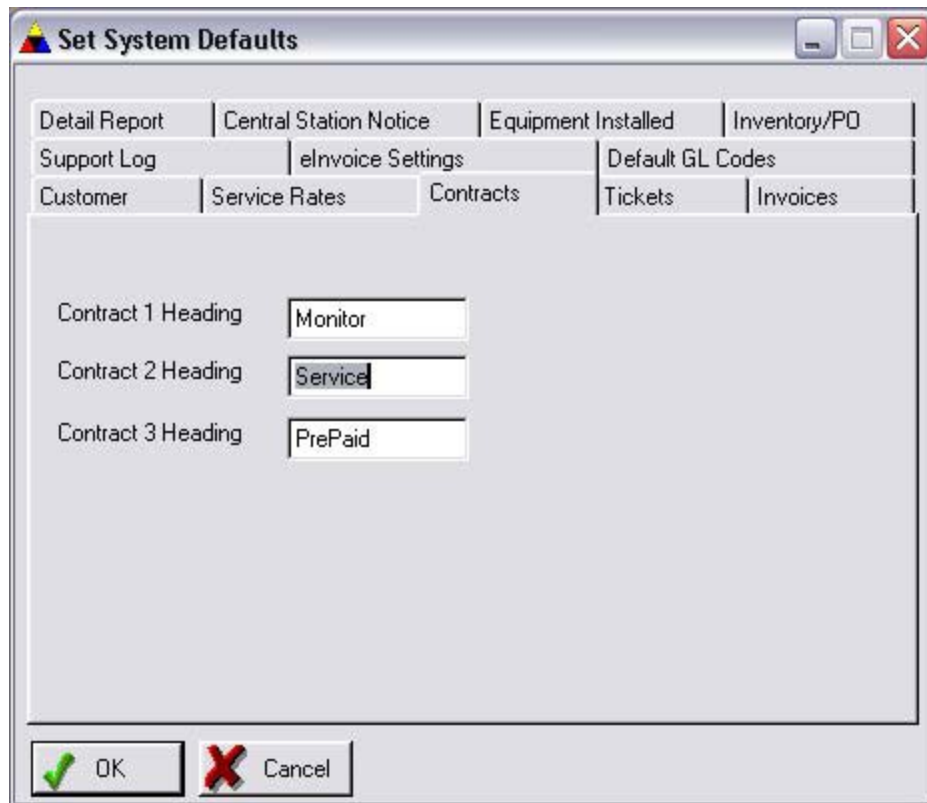 Set System Defaults
Detail Report Central Station Notice Equipment Installed Inventory/PO
Support Log eInvoice Settings Default GL Codes
Customer Service Rates Contracts Tickets Invoices
Contract 1 Heading Monitor
Contract 2 Heading Service
Contract 3 Heading PrePaid
OK Cancel